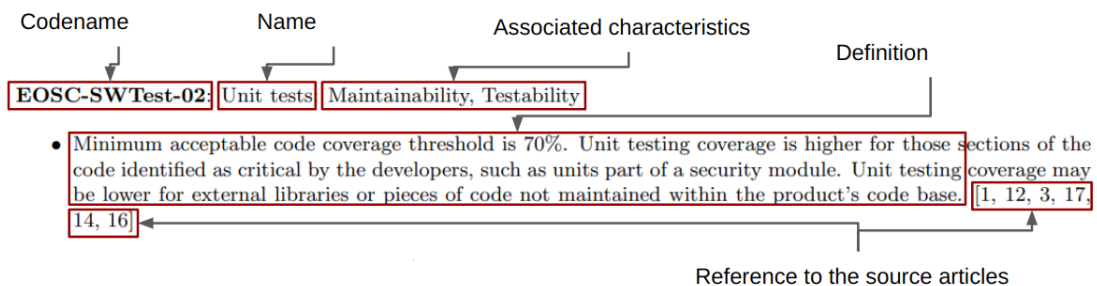 Codename
Name
Associated characteristics
Definition
EOSC-SWTest-02: Unit tests Maintainability, Testability
• Minimum acceptable code coverage threshold is 70%. Unit testing coverage is higher for those sections of the
code identified as critical by the developers, such as units part of a security module. Unit testing coverage may
be lower for external libraries or pieces of code not maintained within the product's code base. [1, 12, 3, 17,
14, 16]
Reference to the source articles